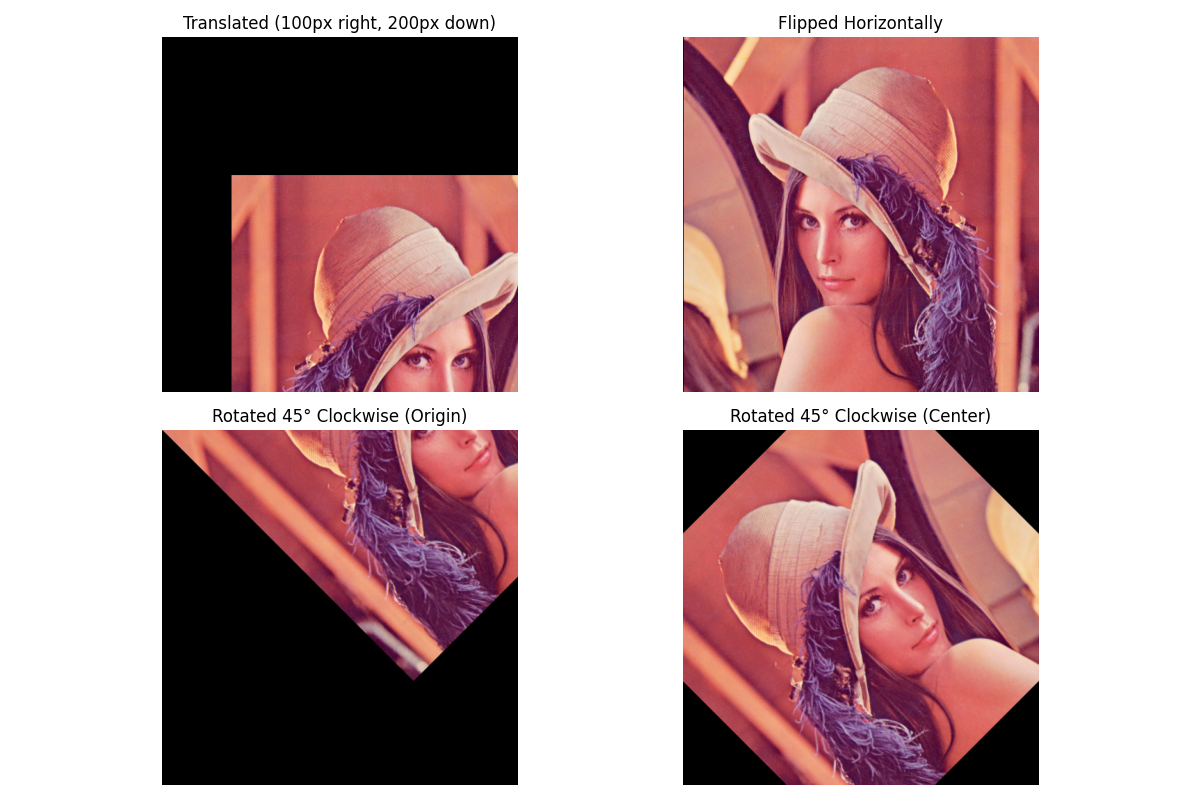 Translated (100px right, 200px down)
Flipped Horizontally
Rotated 45° Clockwise (Origin)
Rotated 45° Clockwise (Center)